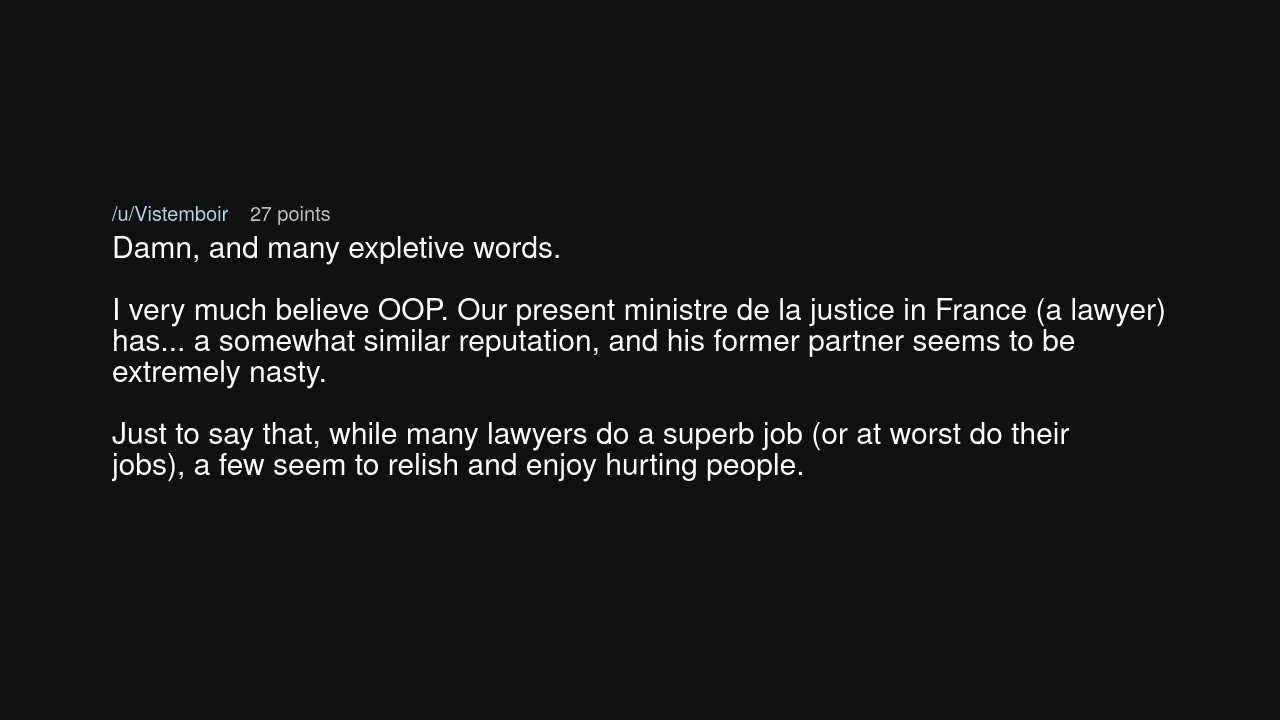 /u/Vistemboir 27 points
Damn, and many expletive words.
I very much believe OOP. Our present ministre de la justice in France (a lawyer)
has... a somewhat similar reputation, and his former partner seems to be
extremely nasty.
Just to say that, while many lawyers do a superb job (or at worst do their
jobs), a few seem to relish and enjoy hurting people.